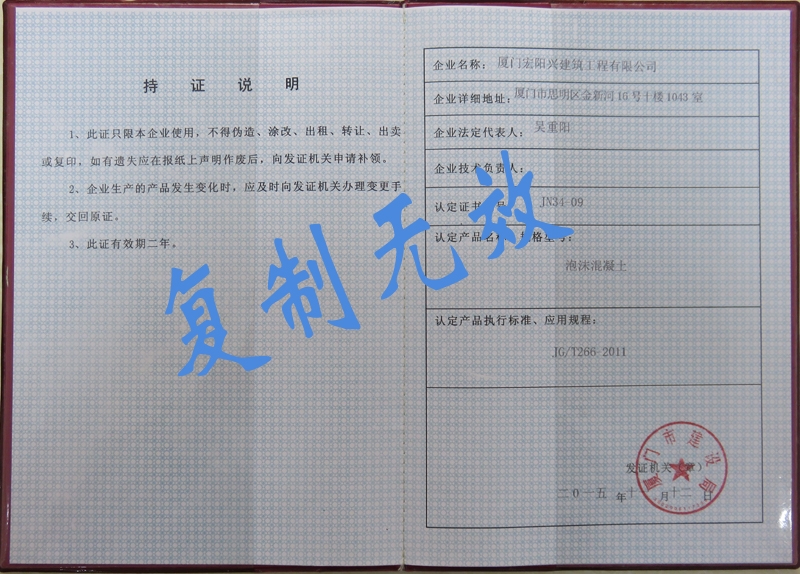 持证说明
1、此证只限本企业使用，不得伪造、涂改、出租、转让、出卖
或复印，如有遗失应在报纸上声明作废后，向发证机关申请补领。
2、企业生产的产品发生变化时，应及时向发证机关办理变更手
续，交回原证。
3、此证有效期二年。
复制无效
企业名称：厦门宏阳兴建筑工程有限公司
企业详细地址：厦门市思明区金新河16号十楼1043室
企业法定代表人：吴重阳
企业技术负责人：
认定证书 号 JN34-09
认定产品名称、规格型号：
泡沫混凝土
认定产品执行标准、应用规程：
JG/T266-2011
厦门市建设局
发证机关（章）
二〇一五年十 月十二日